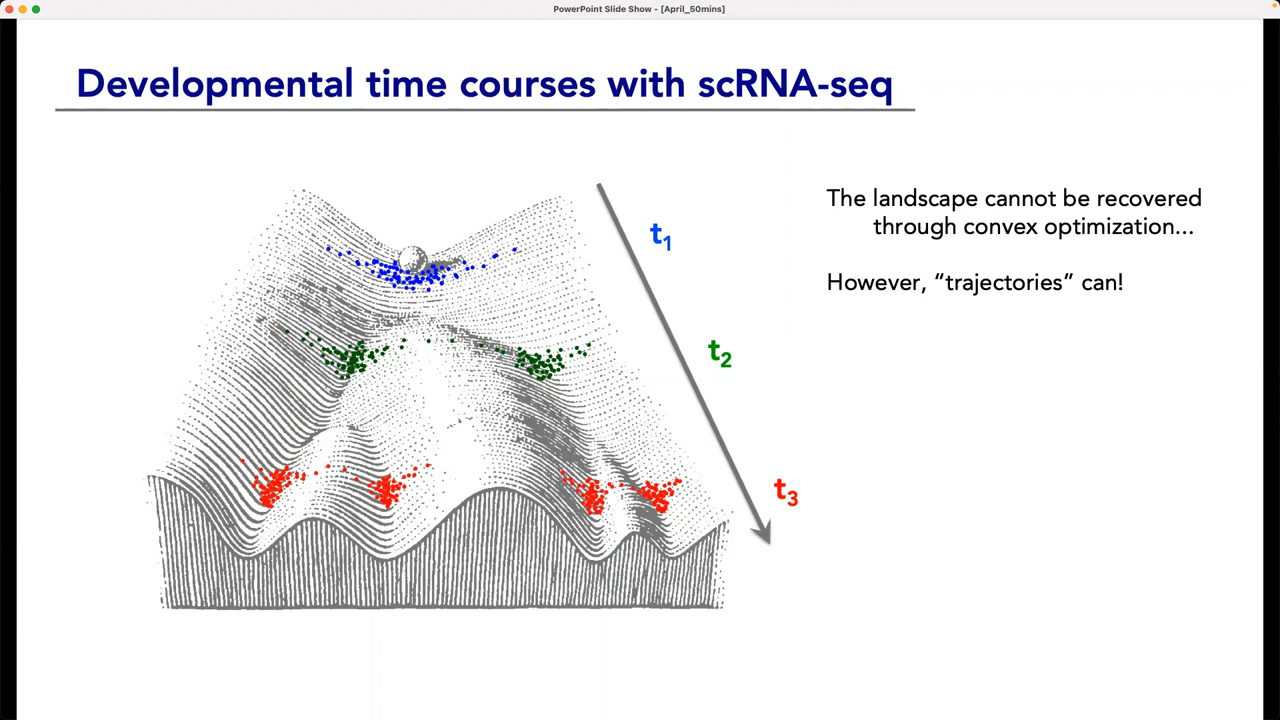 PowerPoint Slide Show - [April_50mins]
Developmental time courses with scRNA-seq
The landscape cannot be recovered
through convex optimization...
However, “trajectories” can!
t₁
t₂
t₃